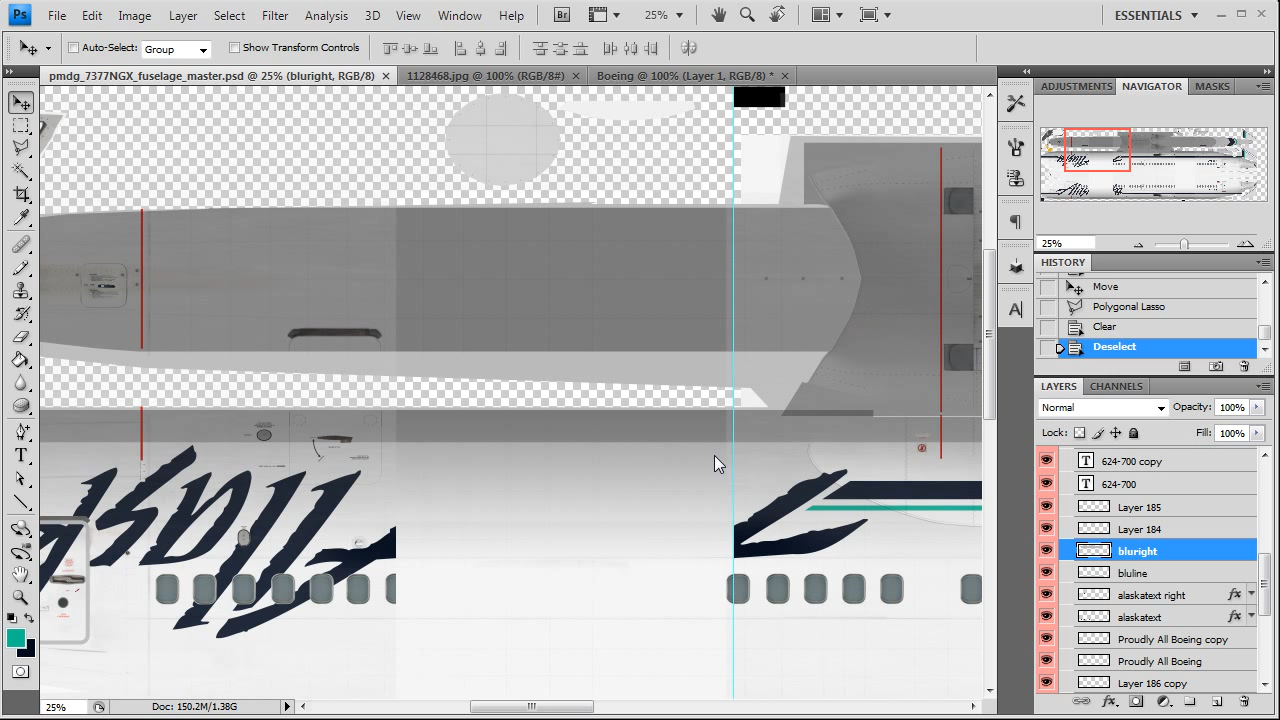 Ps File Edit Image Layer Select Filter Analysis 3D View Window Help Br 25% ESSENTIALS
Auto-Select: Group Show Transform Controls
pmdg_7377NGX_fuselage_master.psd @ 25% (bluright, RGB/8) 1128468.jpg @ 100% (RGB/8#) Boeing @ 100% (Layer 1, RGB/8) *
ADJUSTMENTS NAVIGATOR MASKS
25%
HISTORY
Move
Polygonal Lasso
Clear
Deselect
LAYERS CHANNELS
Normal Opacity: 100%
Lock: Fill: 100%
T 624-700 copy
T 624-700
Layer 185
Layer 184
bluright
bluline
alaskatext right fx
alaskatext fx
Proudly All Boeing copy
Proudly All Boeing
Layer 186 copy
25% Doc: 150.2M/1.38G